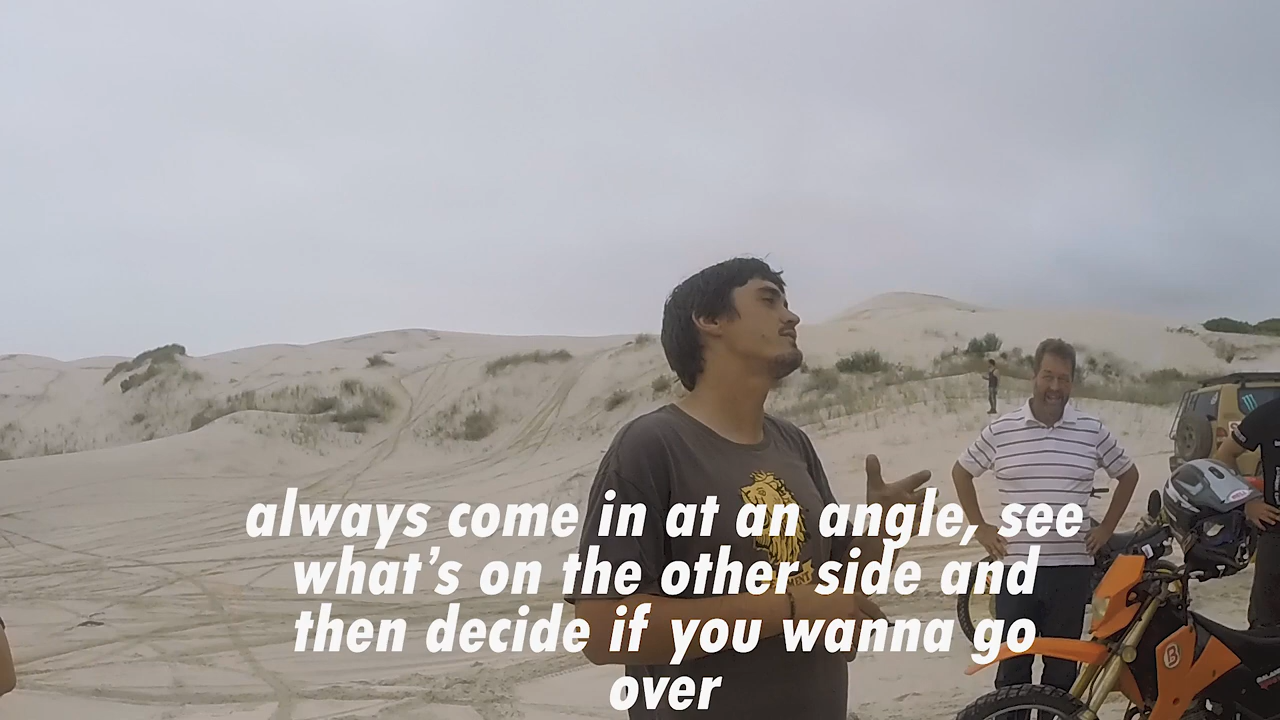 always come in at an angle, see
what's on the other side and
then decide if you wanna go
over